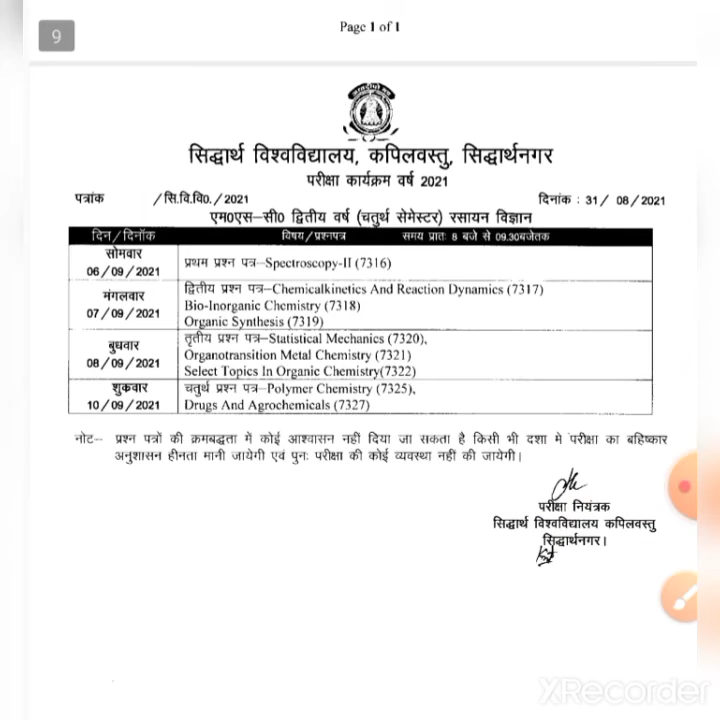 9
Page 1 of 1
सिद्धार्थ विश्वविद्यालय, कपिलवस्तु, सिद्धार्थनगर
परीक्षा कार्यक्रम वर्ष 2021
पत्रांक /सि.वि.वि०./2021 दिनांक : 31/ 08/2021
एम०एस–सी० द्वितीय वर्ष (चतुर्थ सेमेस्टर) रसायन विज्ञान
दिन/दिनॉक विषय/प्रश्नपत्र समय प्रातः 8 बजे से 09.30बजेतक
सोमवार
06/09/2021
प्रथम प्रश्न पत्र–Spectroscopy-II (7316)
मंगलवार
07/09/2021
द्वितीय प्रश्न पत्र–Chemicalkinetics And Reaction Dynamics (7317)
Bio-Inorganic Chemistry (7318)
Organic Synthesis (7319)
बुधवार
08/09/2021
तृतीय प्रश्न पत्र–Statistical Mechanics (7320),
Organotransition Metal Chemistry (7321)
Select Topics In Organic Chemistry(7322)
शुकवार
10/09/2021
चतुर्थ प्रश्न पत्र–Polymer Chemistry (7325),
Drugs And Agrochemicals (7327)
नोट– प्रश्न पत्रों की क्रमबद्धता में कोई आश्वासन नहीं दिया जा सकता है किसी भी दशा मे परीक्षा का बहिष्कार
अनुशासन हीनता मानी जायेगी एवं पुनः परीक्षा की कोई व्यवस्था नहीं की जायेगी।
परीक्षा नियंत्रक
सिद्धार्थ विश्वविद्यालय कपिलवस्तु
सिद्धार्थनगर।
XRecorder